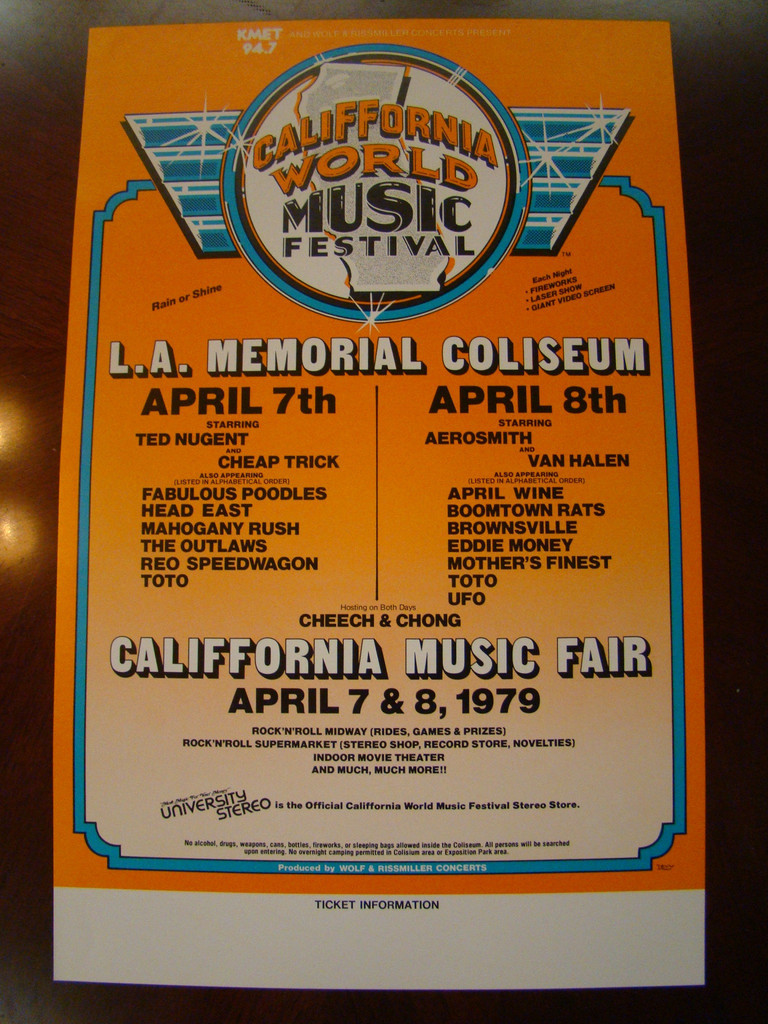 KMET
94.7
AND WOLF & RISSMILLER CONCERTS PRESENT
CALIFFORNIA
WORLD
MUSIC
FESTIVAL
TM
Rain or Shine
Each Night
• FIREWORKS
• LASER SHOW
• GIANT VIDEO SCREEN
L.A. MEMORIAL COLISEUM
APRIL 7th
STARRING
TED NUGENT
AND
CHEAP TRICK
ALSO APPEARING
(LISTED IN ALPHABETICAL ORDER)
FABULOUS POODLES
HEAD EAST
MAHOGANY RUSH
THE OUTLAWS
REO SPEEDWAGON
TOTO
APRIL 8th
STARRING
AEROSMITH
AND
VAN HALEN
ALSO APPEARING
(LISTED IN ALPHABETICAL ORDER)
APRIL WINE
BOOMTOWN RATS
BROWNSVILLE
EDDIE MONEY
MOTHER'S FINEST
TOTO
UFO
Hosting on Both Days
CHEECH & CHONG
CALIFFORNIA MUSIC FAIR
APRIL 7 & 8, 1979
ROCK'N'ROLL MIDWAY (RIDES, GAMES & PRIZES)
ROCK'N'ROLL SUPERMARKET (STEREO SHOP, RECORD STORE, NOVELTIES)
INDOOR MOVIE THEATER
AND MUCH, MUCH MORE!!
UNIVERSITY STEREO is the Official Califfornia World Music Festival Stereo Store.
No alcohol, drugs, weapons, cans, bottles, fireworks, or sleeping bags allowed inside the Coliseum. All persons will be searched
upon entering. No overnight camping permitted in Colisium area or Exposition Park area.
Produced by WOLF & RISSMILLER CONCERTS
TICKET INFORMATION